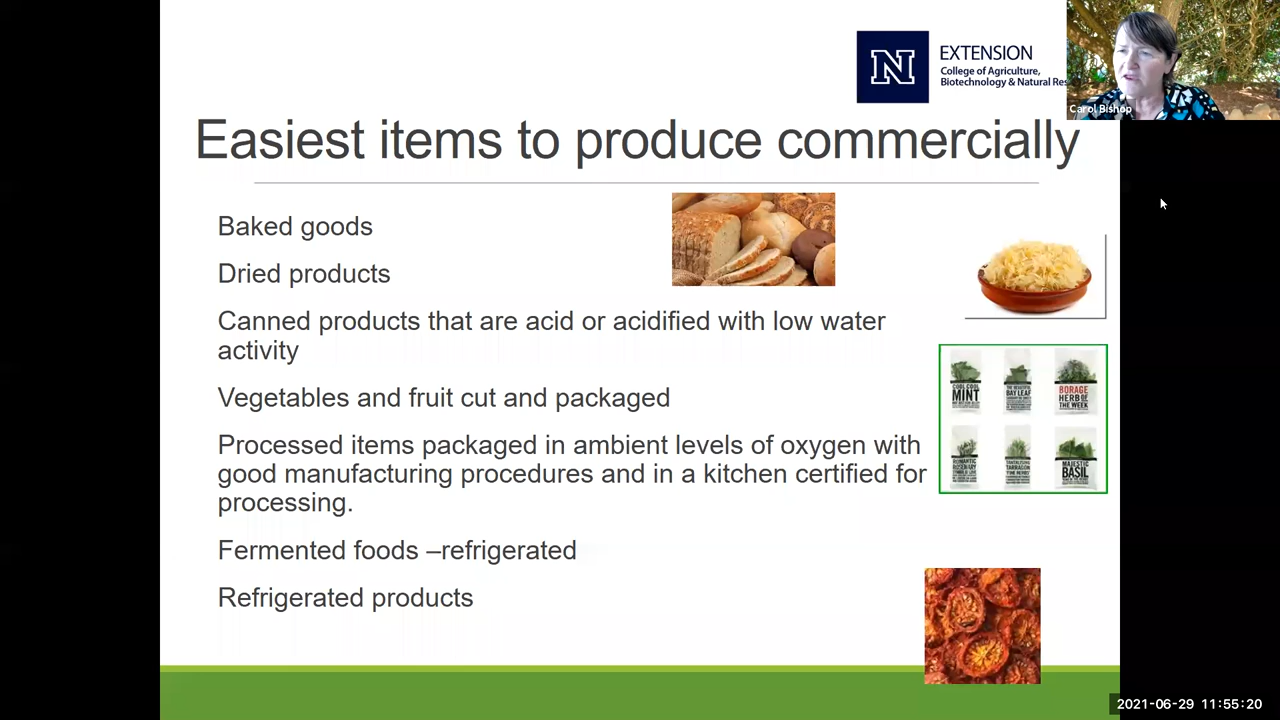 N
EXTENSION
College of Agriculture,
Biotechnology & Natural Res
Carol Bishop
Easiest items to produce commercially
Baked goods
Dried products
Canned products that are acid or acidified with low water
activity
Vegetables and fruit cut and packaged
Processed items packaged in ambient levels of oxygen with
good manufacturing procedures and in a kitchen certified for
processing.
Fermented foods –refrigerated
Refrigerated products
COOL COOL
MINT
BAY LEAF
BORAGE
HERB OF
THE WEEK
ROMANTIC
ROSEMARY
TANTALISING
TARRAGON
MAJESTIC
BASIL
2021-06-29 11:55:20